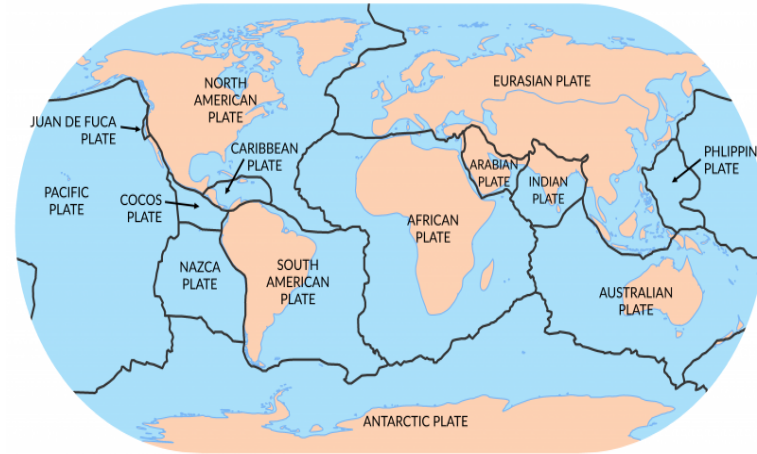 NORTH
AMERICAN
PLATE
EURASIAN PLATE
JUAN DE FUCA
PLATE
CARIBBEAN
PLATE
PHLIPPIN
PLATE
ARABIAN
PLATE
INDIAN
PLATE
PACIFIC
PLATE
COCOS
PLATE
AFRICAN
PLATE
NAZCA
PLATE
SOUTH
AMERICAN
PLATE
AUSTRALIAN
PLATE
ANTARCTIC PLATE